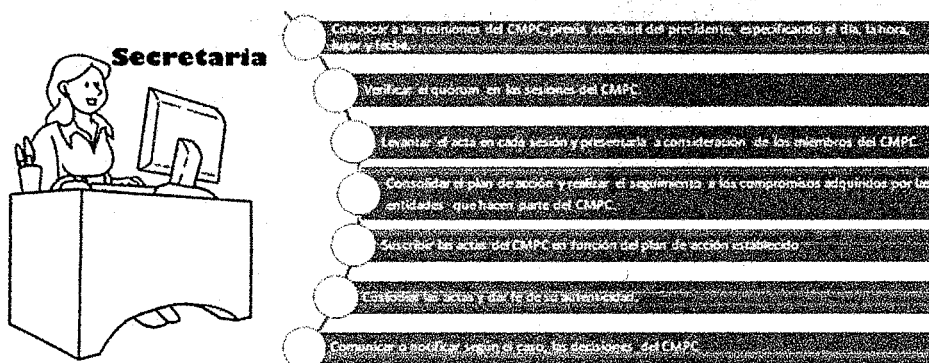 Secretaria
Convocar a las reuniones del CMPC, previa solicitud del presidente, especificando el día, la hora,
lugar y fecha.
Verificar el quorum en las sesiones del CMPC.
Levantar el acta en cada sesión y presentarla a consideración de los miembros del CMPC.
Consolidar el plan de acción y realizar el seguimiento a los compromisos adquiridos por las
entidades que hacen parte del CMPC.
Suscribir las actas del CMPC en función del plan de acción establecido
Custodiar las actas y dar fe de su autenticidad.
Comunicar o notificar según el caso, las decisiones del CMPC.